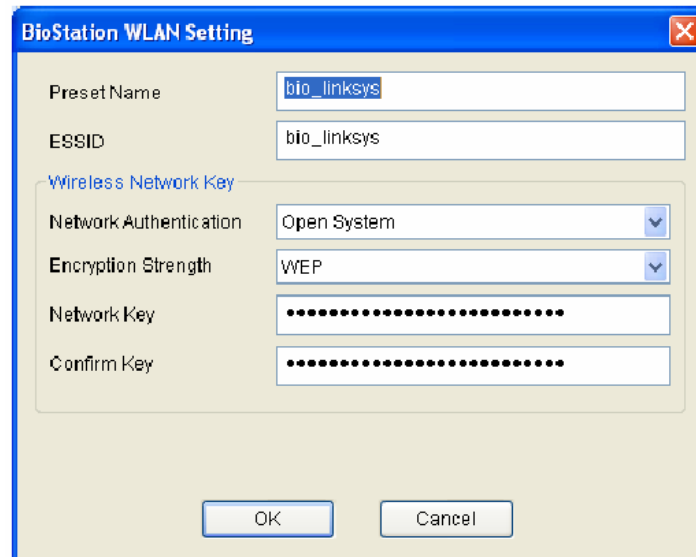 BioStation WLAN Setting
Preset Name bio_linksys
ESSID bio_linksys
Wireless Network Key
Network Authentication Open System
Encryption Strength WEP
Network Key ••••••••••••••••••••••••••
Confirm Key ••••••••••••••••••••••••••
OK Cancel